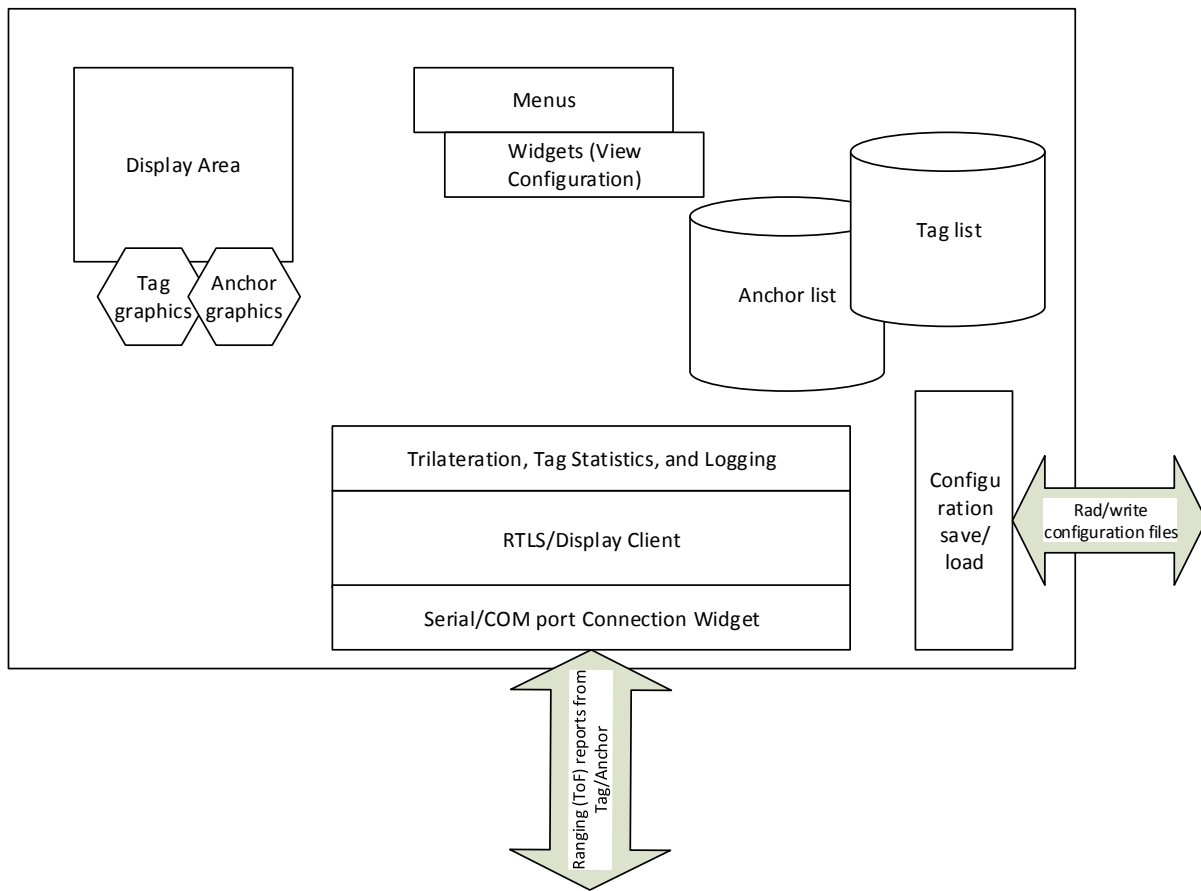 Menus
Display Area
Widgets (View
Configuration)
Tag list
Tag
graphics
Anchor
graphics
Anchor list
Trilateration, Tag Statistics, and Logging
RTLS/Display Client
Serial/COM port Connection Widget
Configu
ration
save/
load
Rad/write
configuration files
Ranging (ToF) reports from
Tag/Anchor